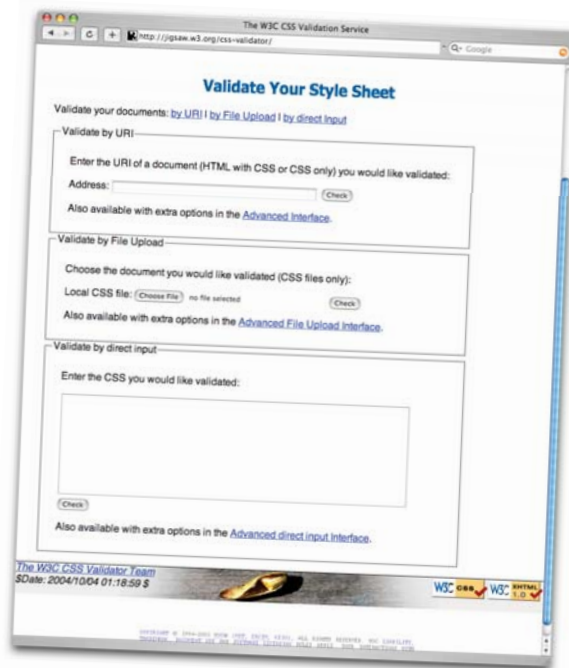 The W3C CSS Validation Service
http://jigsaw.w3.org/css-validator/
Google
Validate Your Style Sheet
Validate your documents: by URI | by File Upload | by direct Input
Validate by URI
Enter the URI of a document (HTML with CSS or CSS only) you would like validated:
Address: Check
Also available with extra options in the Advanced Interface.
Validate by File Upload
Choose the document you would like validated (CSS files only):
Local CSS file: Choose File no file selected Check
Also available with extra options in the Advanced File Upload Interface.
Validate by direct input
Enter the CSS you would like validated:
Check
Also available with extra options in the Advanced direct input Interface.
The W3C CSS Validator Team
$Date: 2004/10/04 01:18:59 $
W3C CSS W3C XHTML 1.0
COPYRIGHT © ALL RIGHTS RESERVED.